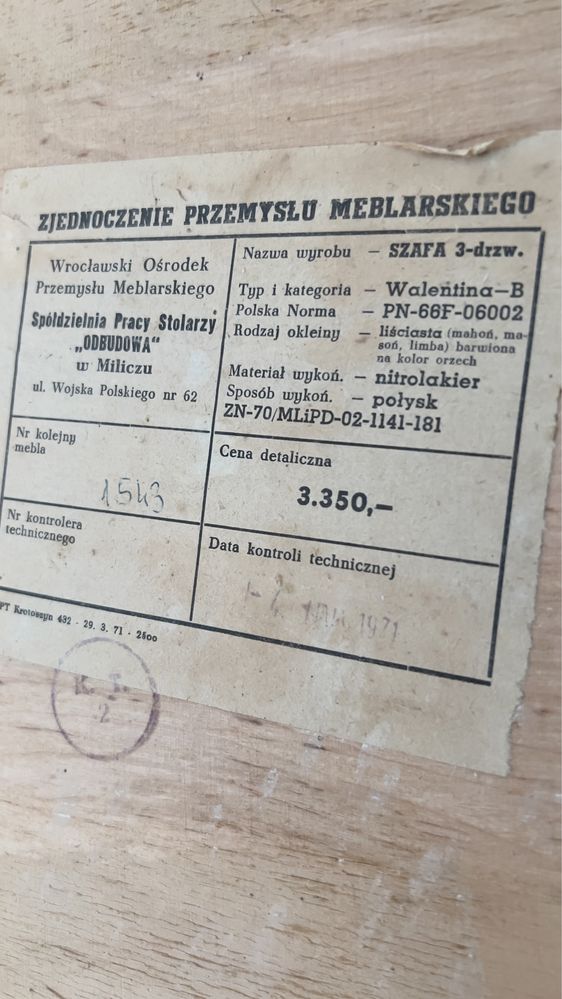 ZJEDNOCZENIE PRZEMYSŁU MEBLARSKIEGO
Wrocławski Ośrodek
Przemysłu Meblarskiego
Spółdzielnia Pracy Stolarzy
„ODBUDOWA"
w Miliczu
ul. Wojska Polskiego nr 62
Nazwa wyrobu – SZAFA 3-drzw.
Typ i kategoria – Walentina–B
Polska Norma – PN-66F-06002
Rodzaj okleiny – liściasta (mahoń, ma-
soń, limba) barwiona
na kolor orzech
Materiał wykoń. – nitrolakier
Sposób wykoń. – połysk
ZN-70/MLiPD-02-1141-181
Nr kolejny
mebla
1543
Cena detaliczna
3.350,–
Nr kontrolera
technicznego
Data kontroli technicznej
1971
PT Krotoszyn 432 - 29. 3. 71 - 2500
2